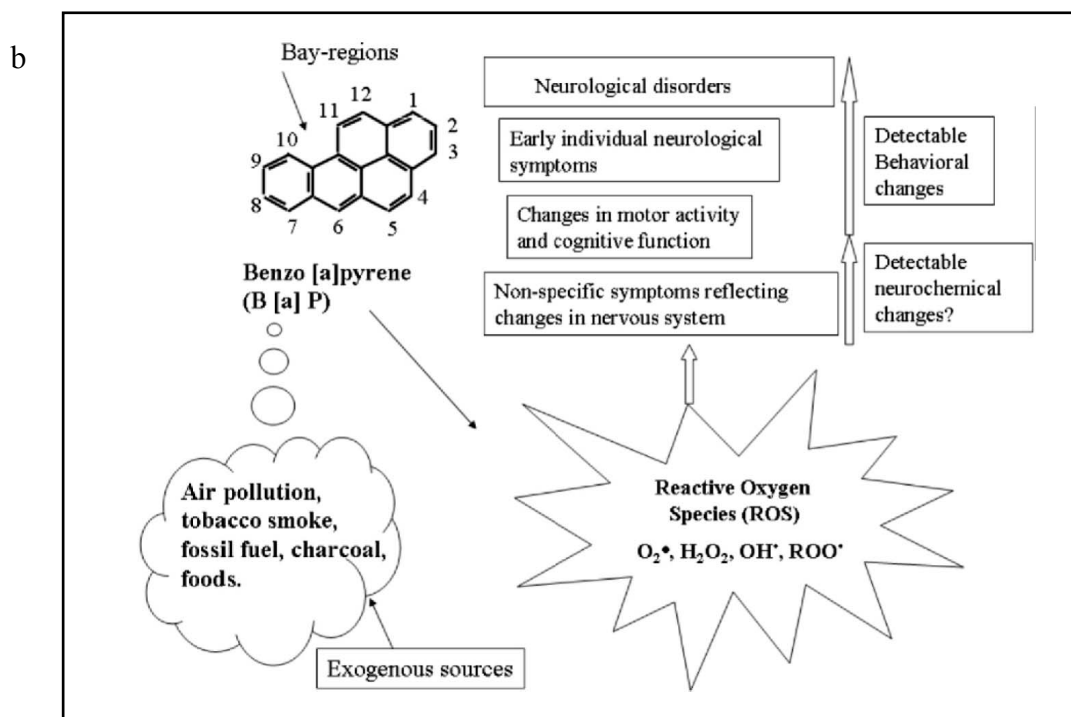 b
Bay-regions
12
11
1
10
2
9
3
8
4
7
6
5
Benzo [a]pyrene
(B [a] P)
Air pollution,
tobacco smoke,
fossil fuel, charcoal,
foods.
Exogenous sources
Neurological disorders
Early individual neurological
symptoms
Changes in motor activity
and cognitive function
Non-specific symptoms reflecting
changes in nervous system
Detectable
Behavioral
changes
Detectable
neurochemical
changes?
Reactive Oxygen
Species (ROS)
O₂•, H₂O₂, OH•, ROO•